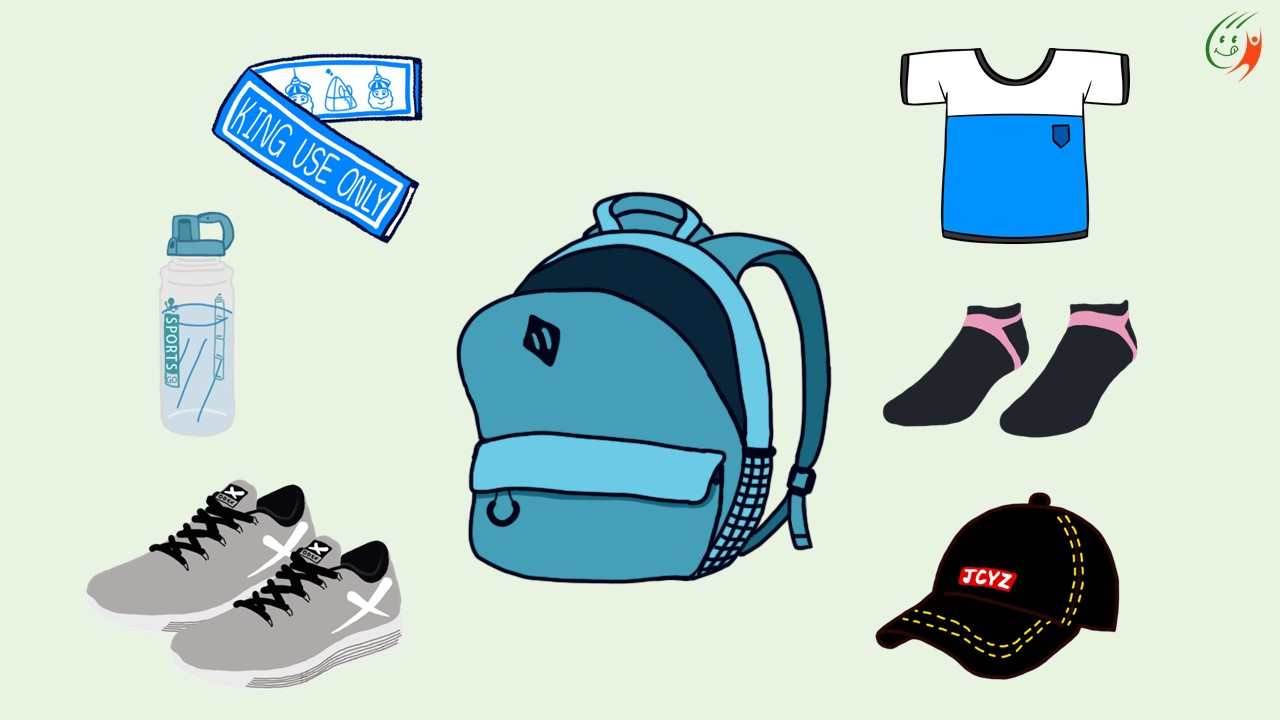 KING USE ONLY
SPORTS
GO
JCYZ